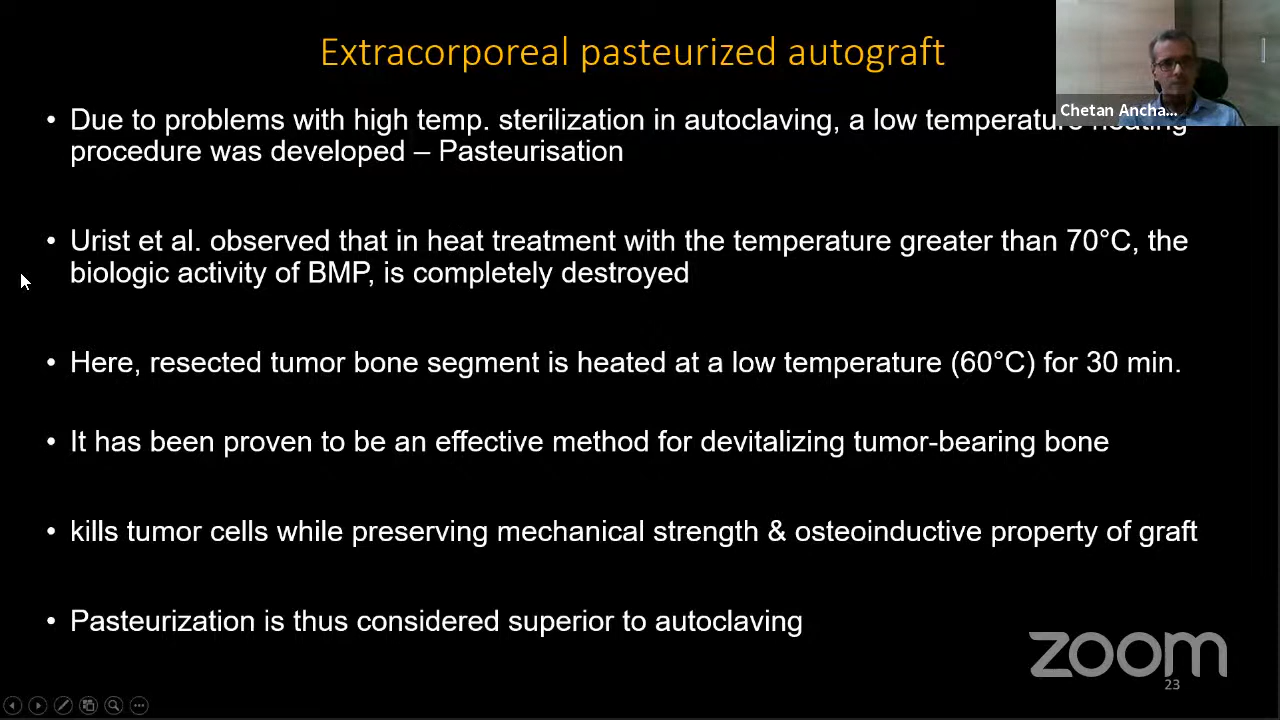 Extracorporeal pasteurized autograft
Chetan Ancha...
• Due to problems with high temp. sterilization in autoclaving, a low temperature heating
procedure was developed – Pasteurisation
• Urist et al. observed that in heat treatment with the temperature greater than 70°C, the
biologic activity of BMP, is completely destroyed
• Here, resected tumor bone segment is heated at a low temperature (60°C) for 30 min.
• It has been proven to be an effective method for devitalizing tumor-bearing bone
• kills tumor cells while preserving mechanical strength & osteoinductive property of graft
• Pasteurization is thus considered superior to autoclaving
zoom
23